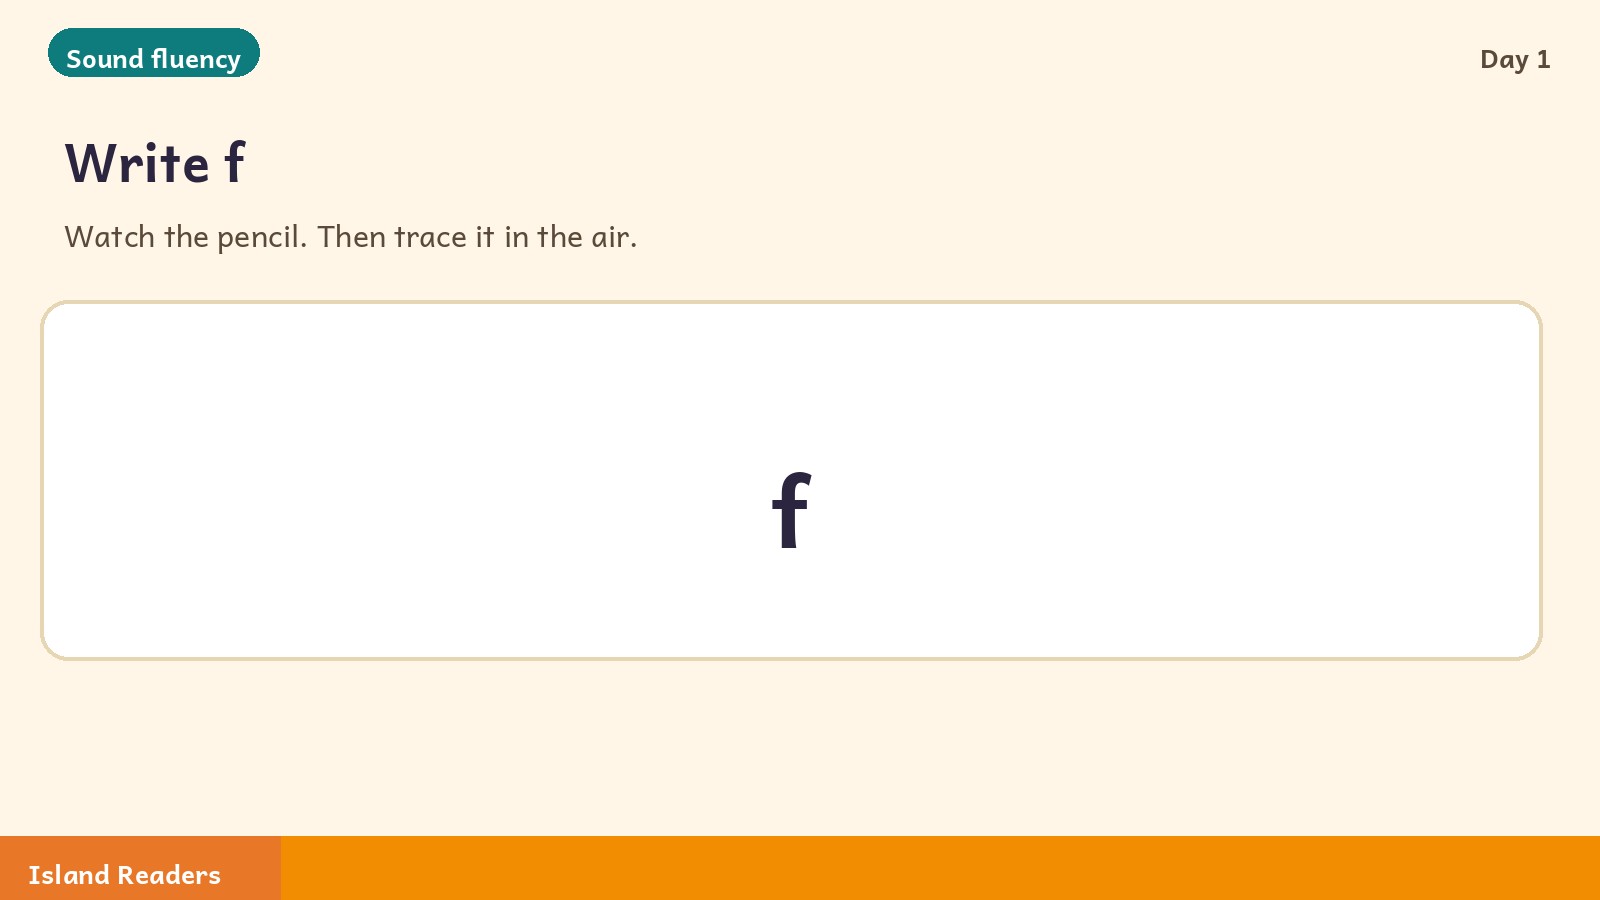 Sound fluency
Day 1
Write f
Watch the pencil. Then trace it in the air.
f
Island Readers